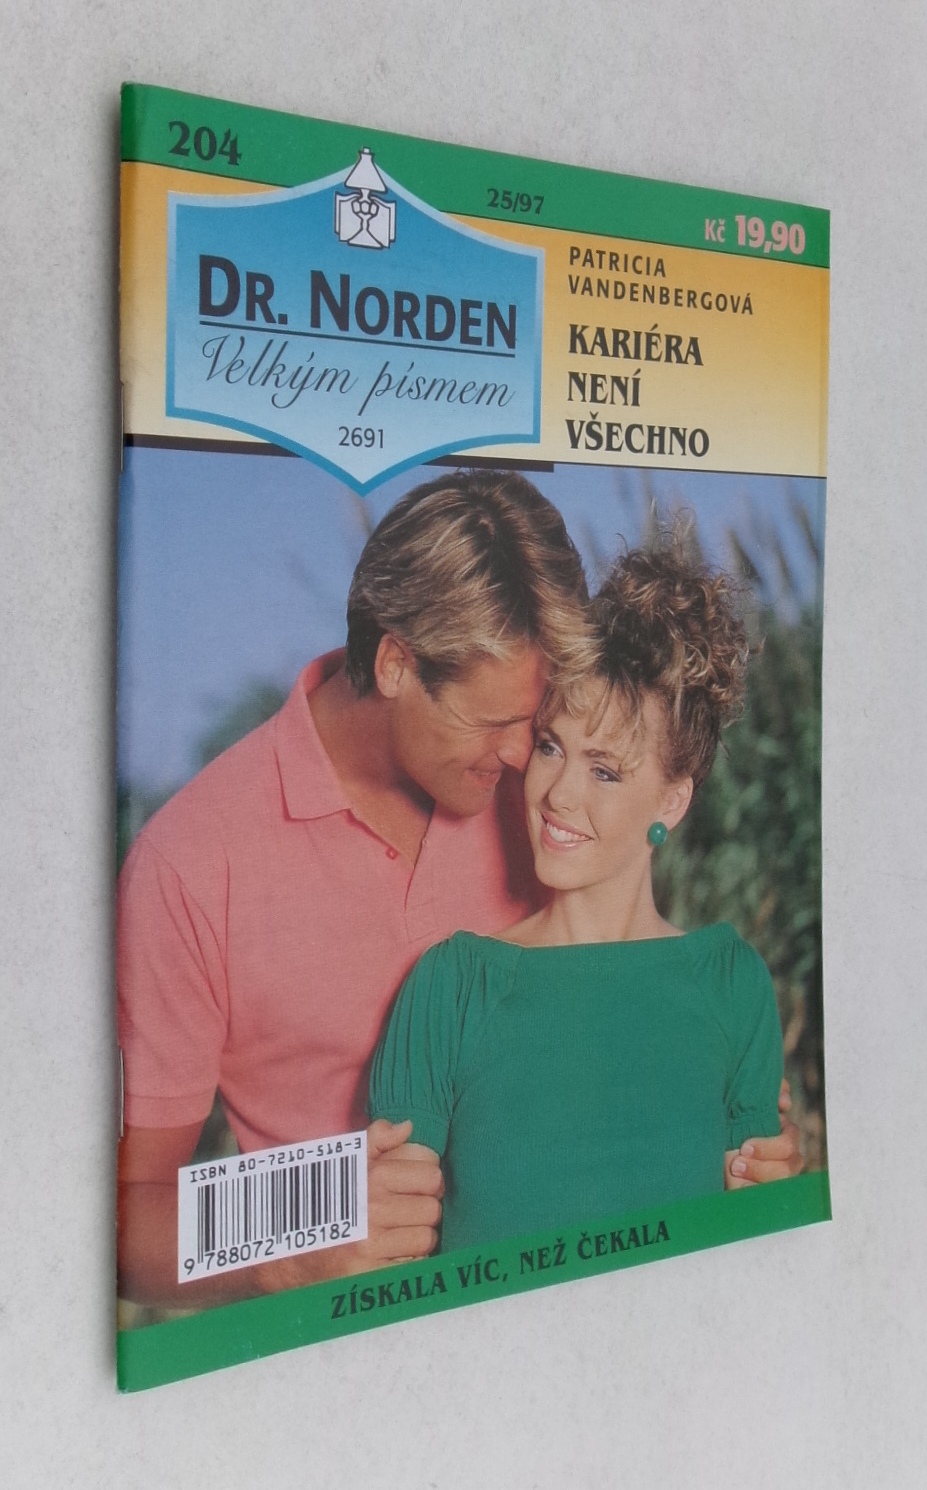 204
25/97
Kč 19,90
DR. NORDEN
Velkým písmem
2691
PATRICIA
VANDENBERGOVÁ
KARIÉRA
NENÍ
VŠECHNO
ISBN 80-7210-518-3
9 788072 105182
ZÍSKALA VÍC, NEŽ ČEKALA